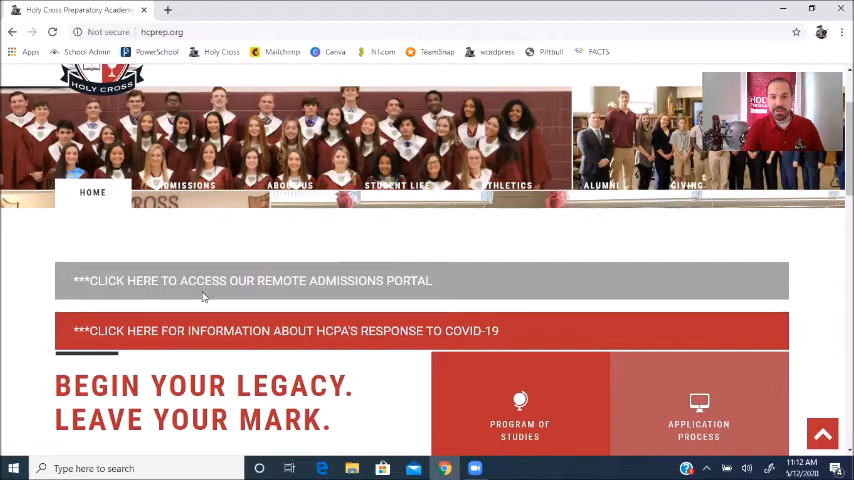 Holy Cross Preparatory Academ
Not secure | hcprep.org
Apps
School Admin
PowerSchool
Holy Cross
Mailchimp
Canva
NJ.com
TeamSnap
wordpress
Pitbull
FACTS
HOLY CROSS
HOLY
HOME
ADMISSIONS
ABOUT US
STUDENT LIFE
ATHLETICS
ALUMNI
GIVING
***CLICK HERE TO ACCESS OUR REMOTE ADMISSIONS PORTAL
***CLICK HERE FOR INFORMATION ABOUT HCPA'S RESPONSE TO COVID-19
BEGIN YOUR LEGACY.
LEAVE YOUR MARK.
PROGRAM OF
STUDIES
APPLICATION
PROCESS
Type here to search
11:12 AM
5/12/2020
4